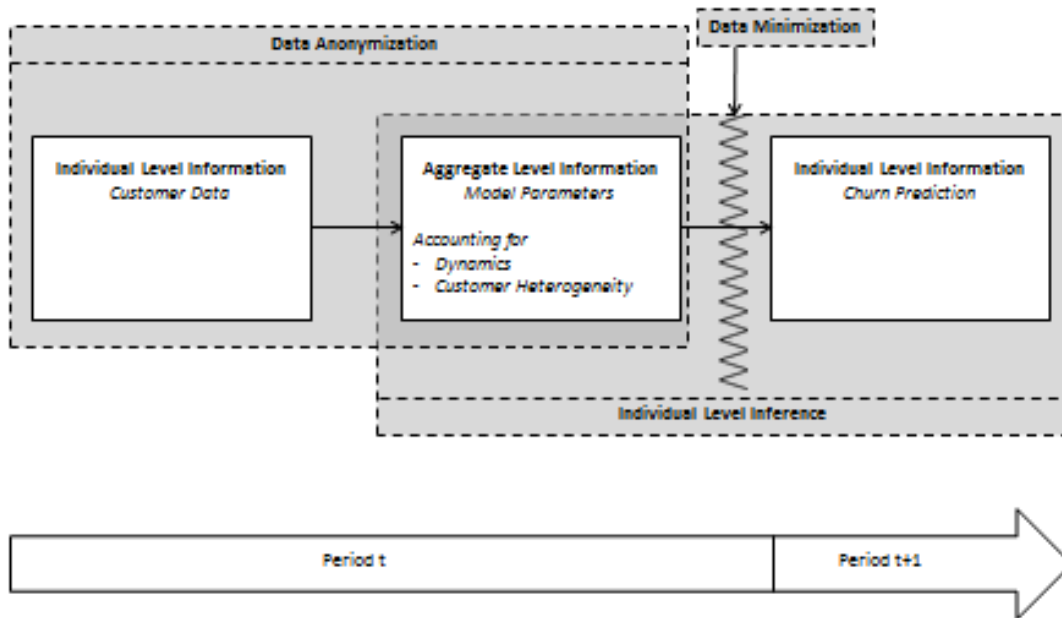 Data Anonymization
Data Minimization
Individual Level Information
Customer Data
Aggregate Level Information
Model Parameters
Accounting for
- Dynamics
- Customer Heterogeneity
Individual Level Information
Churn Prediction
Individual Level Inference
Period t
Period t+1